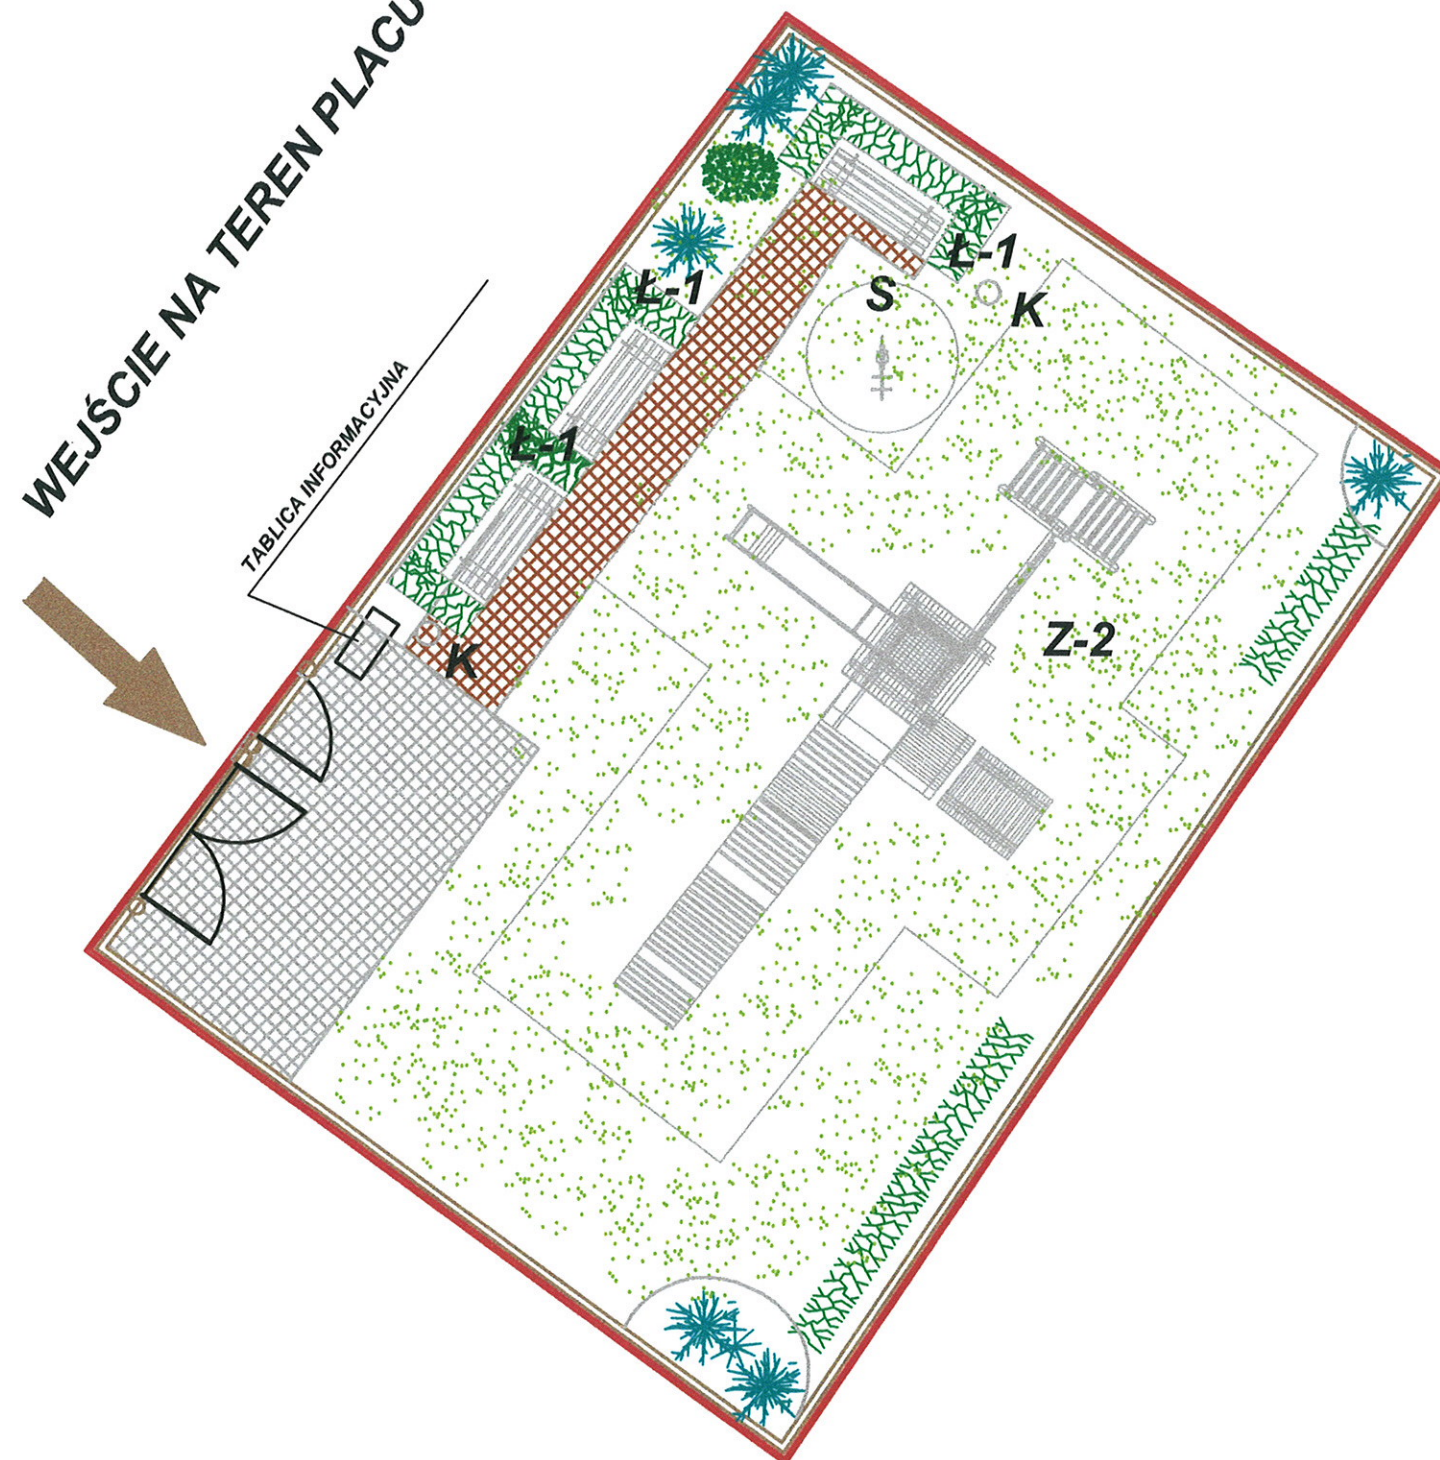 WEJŚCIE NA TEREN PLACU
TABLICA INFORMACYJNA
Ł-1
S
K
Ł-1
Ł-1
Z-2
K